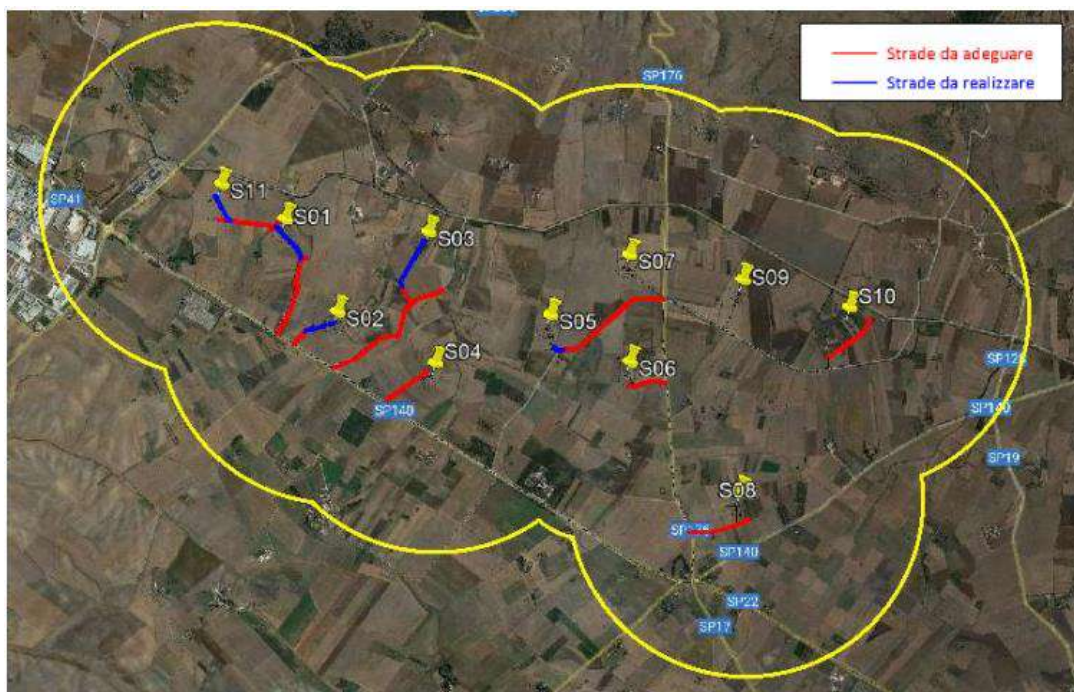 SP176
Strade da adeguare
Strade da realizzare
SP41
S11
S01
S03
S07
S09
S02
S05
S10
S04
S06
SP126
SP140
SP140
SP19
S08
SP140
SP22
SP17